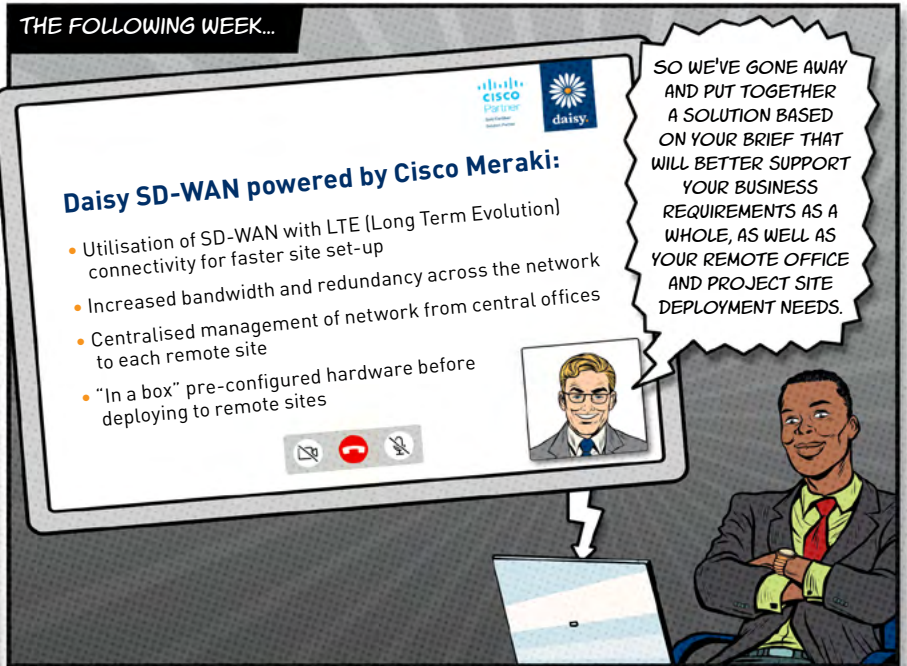 THE FOLLOWING WEEK...
CISCO
Partner
daisy.
Daisy SD-WAN powered by Cisco Meraki:
• Utilisation of SD-WAN with LTE (Long Term Evolution)
connectivity for faster site set-up
• Increased bandwidth and redundancy across the network
• Centralised management of network from central offices
to each remote site
• “In a box” pre-configured hardware before
deploying to remote sites
SO WE'VE GONE AWAY
AND PUT TOGETHER
A SOLUTION BASED
ON YOUR BRIEF THAT
WILL BETTER SUPPORT
YOUR BUSINESS
REQUIREMENTS AS A
WHOLE, AS WELL AS
YOUR REMOTE OFFICE
AND PROJECT SITE
DEPLOYMENT NEEDS.